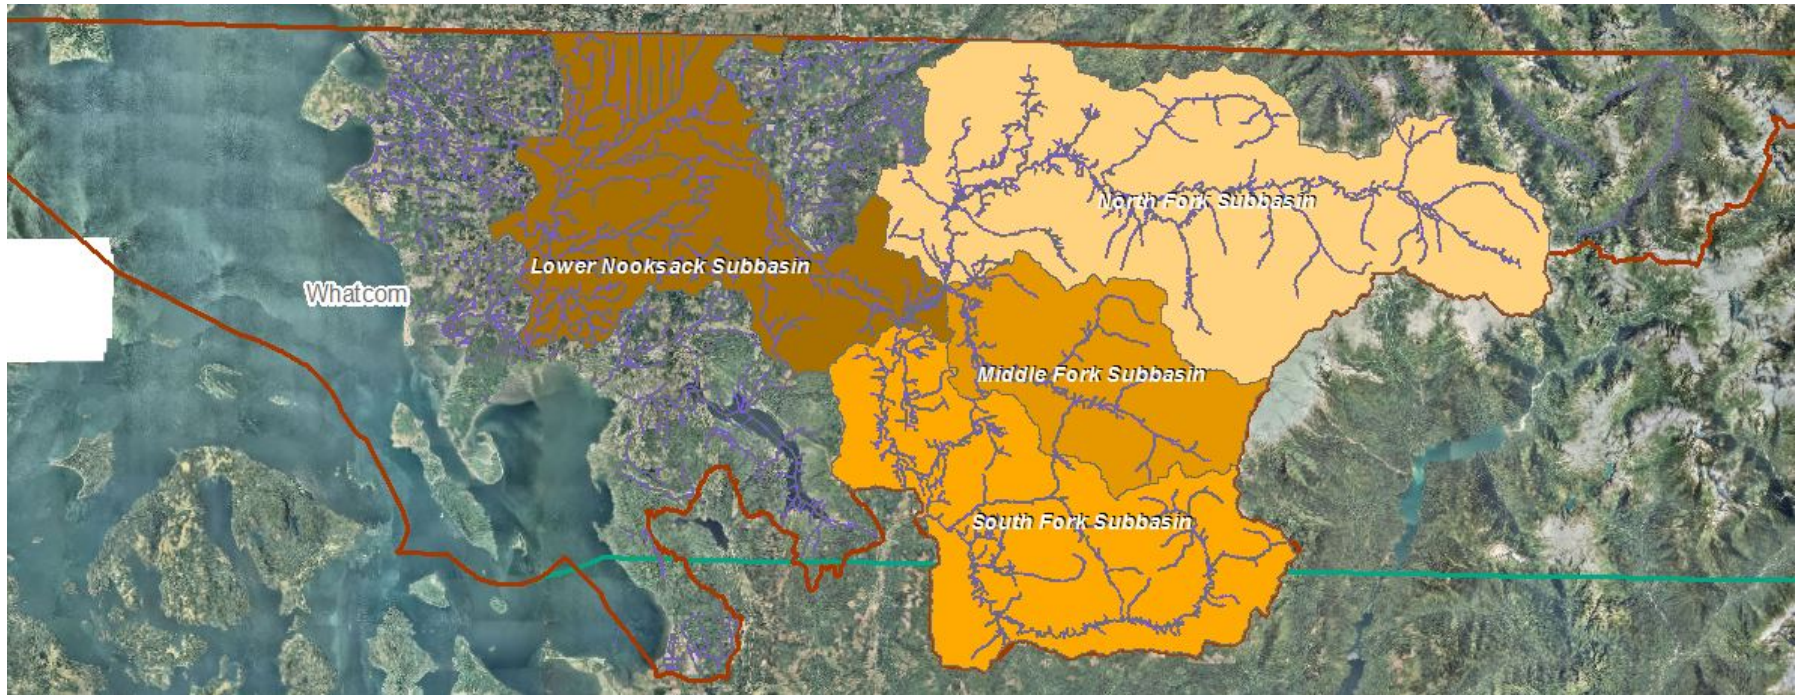 North Fork Subbasin
Lower Nooksack Subbasin
Whatcom
Middle Fork Subbasin
South Fork Subbasin